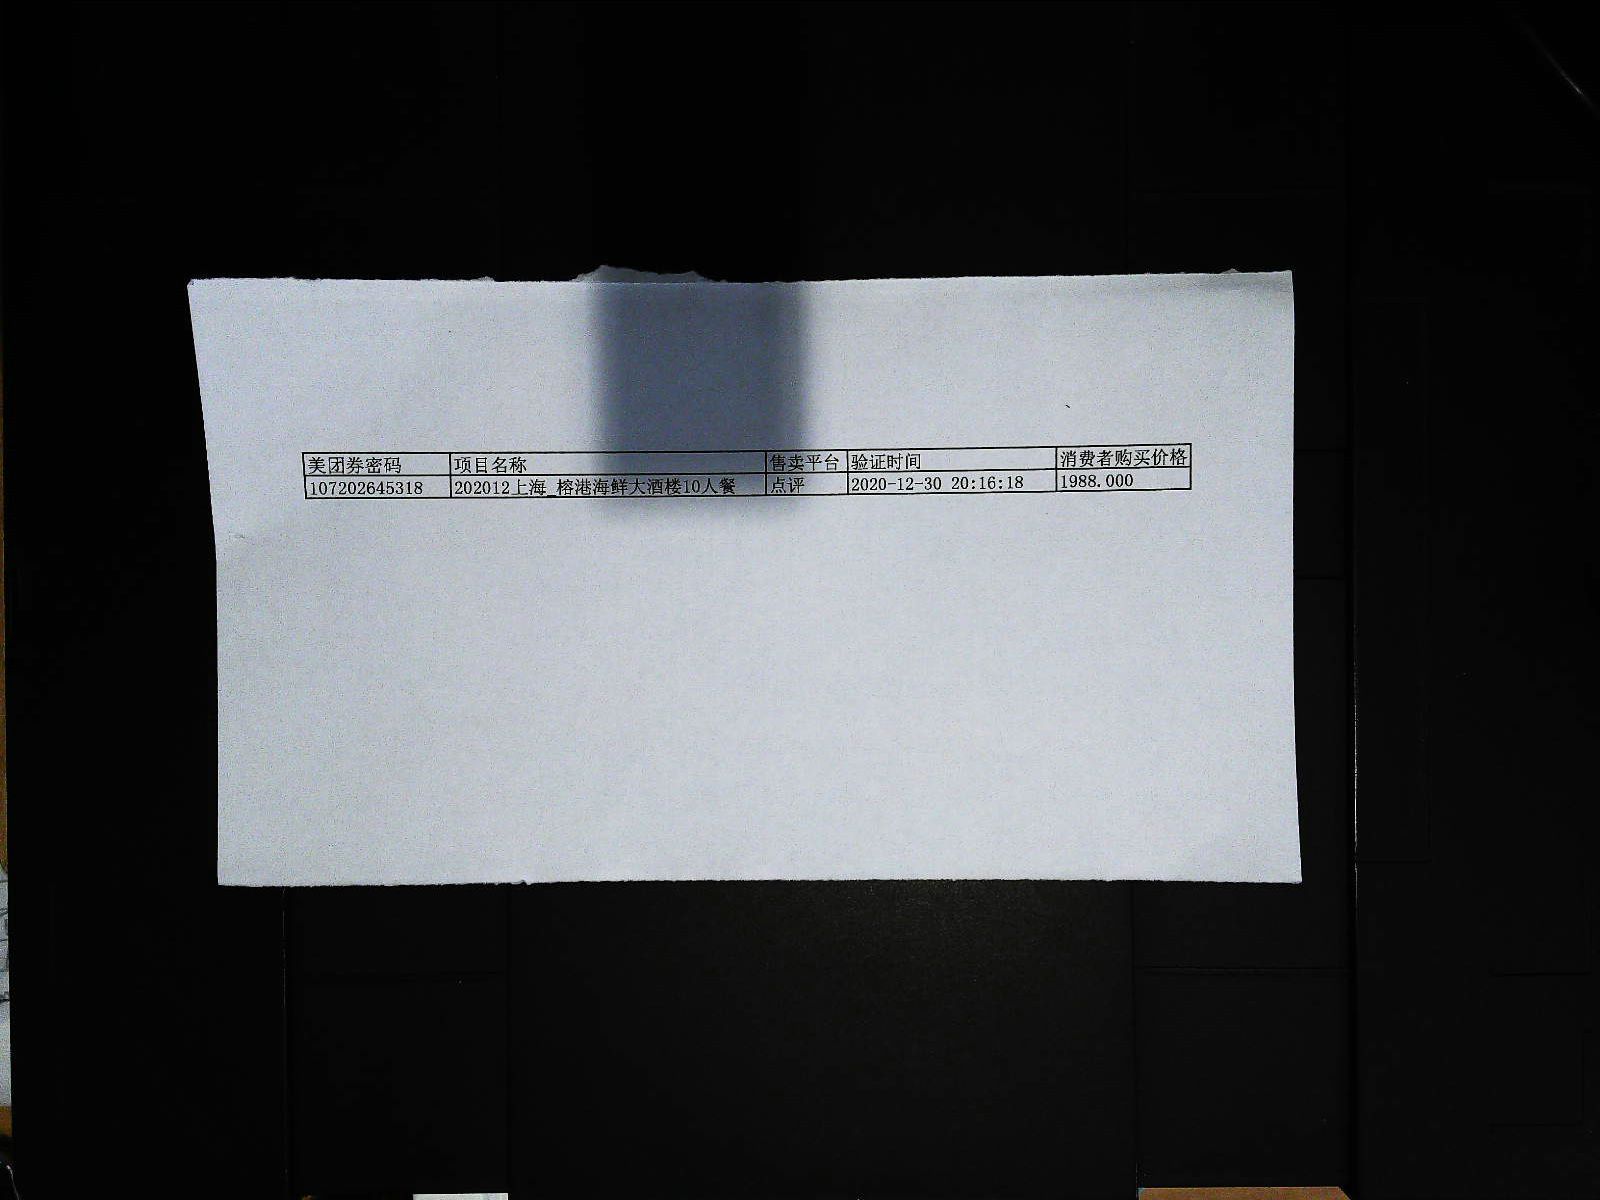 美团券密码 项目名称 售卖平台 验证时间 消费者购买价格
107202645318 202012上海_榕港海鲜大酒楼10人餐 点评 2020-12-30 20:16:18 1988.000